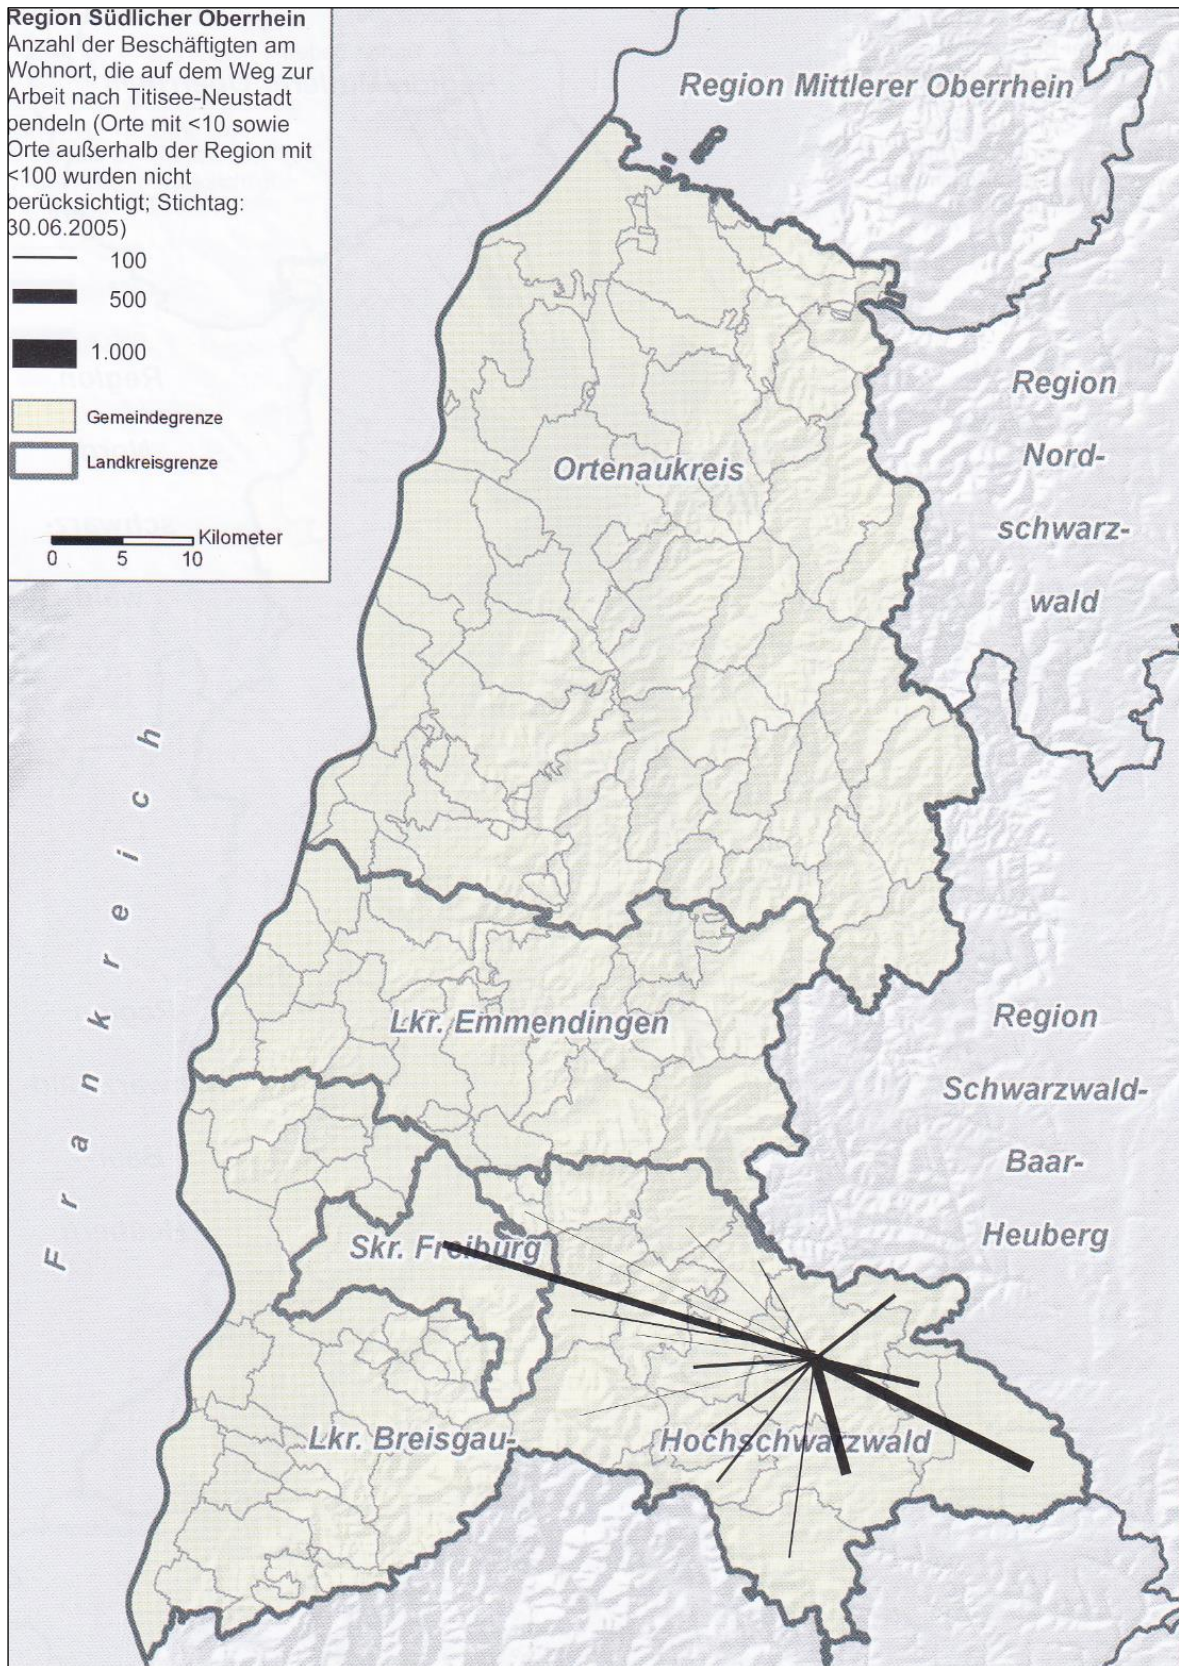 Region Südlicher Oberrhein
Anzahl der Beschäftigten am
Wohnort, die auf dem Weg zur
Arbeit nach Titisee-Neustadt
pendeln (Orte mit <10 sowie
Orte außerhalb der Region mit
<100 wurden nicht
berücksichtigt; Stichtag:
30.06.2005)
100
500
1.000
Gemeindegrenze
Landkreisgrenze
Kilometer
0 5 10
Region Mittlerer Oberrhein
Region
Nord-
schwarz-
wald
Ortenaukreis
Frankreich
Lkr. Emmendingen
Region
Schwarzwald-
Baar-
Heuberg
Skr. Freiburg
Lkr. Breisgau- Hochschwarzwald